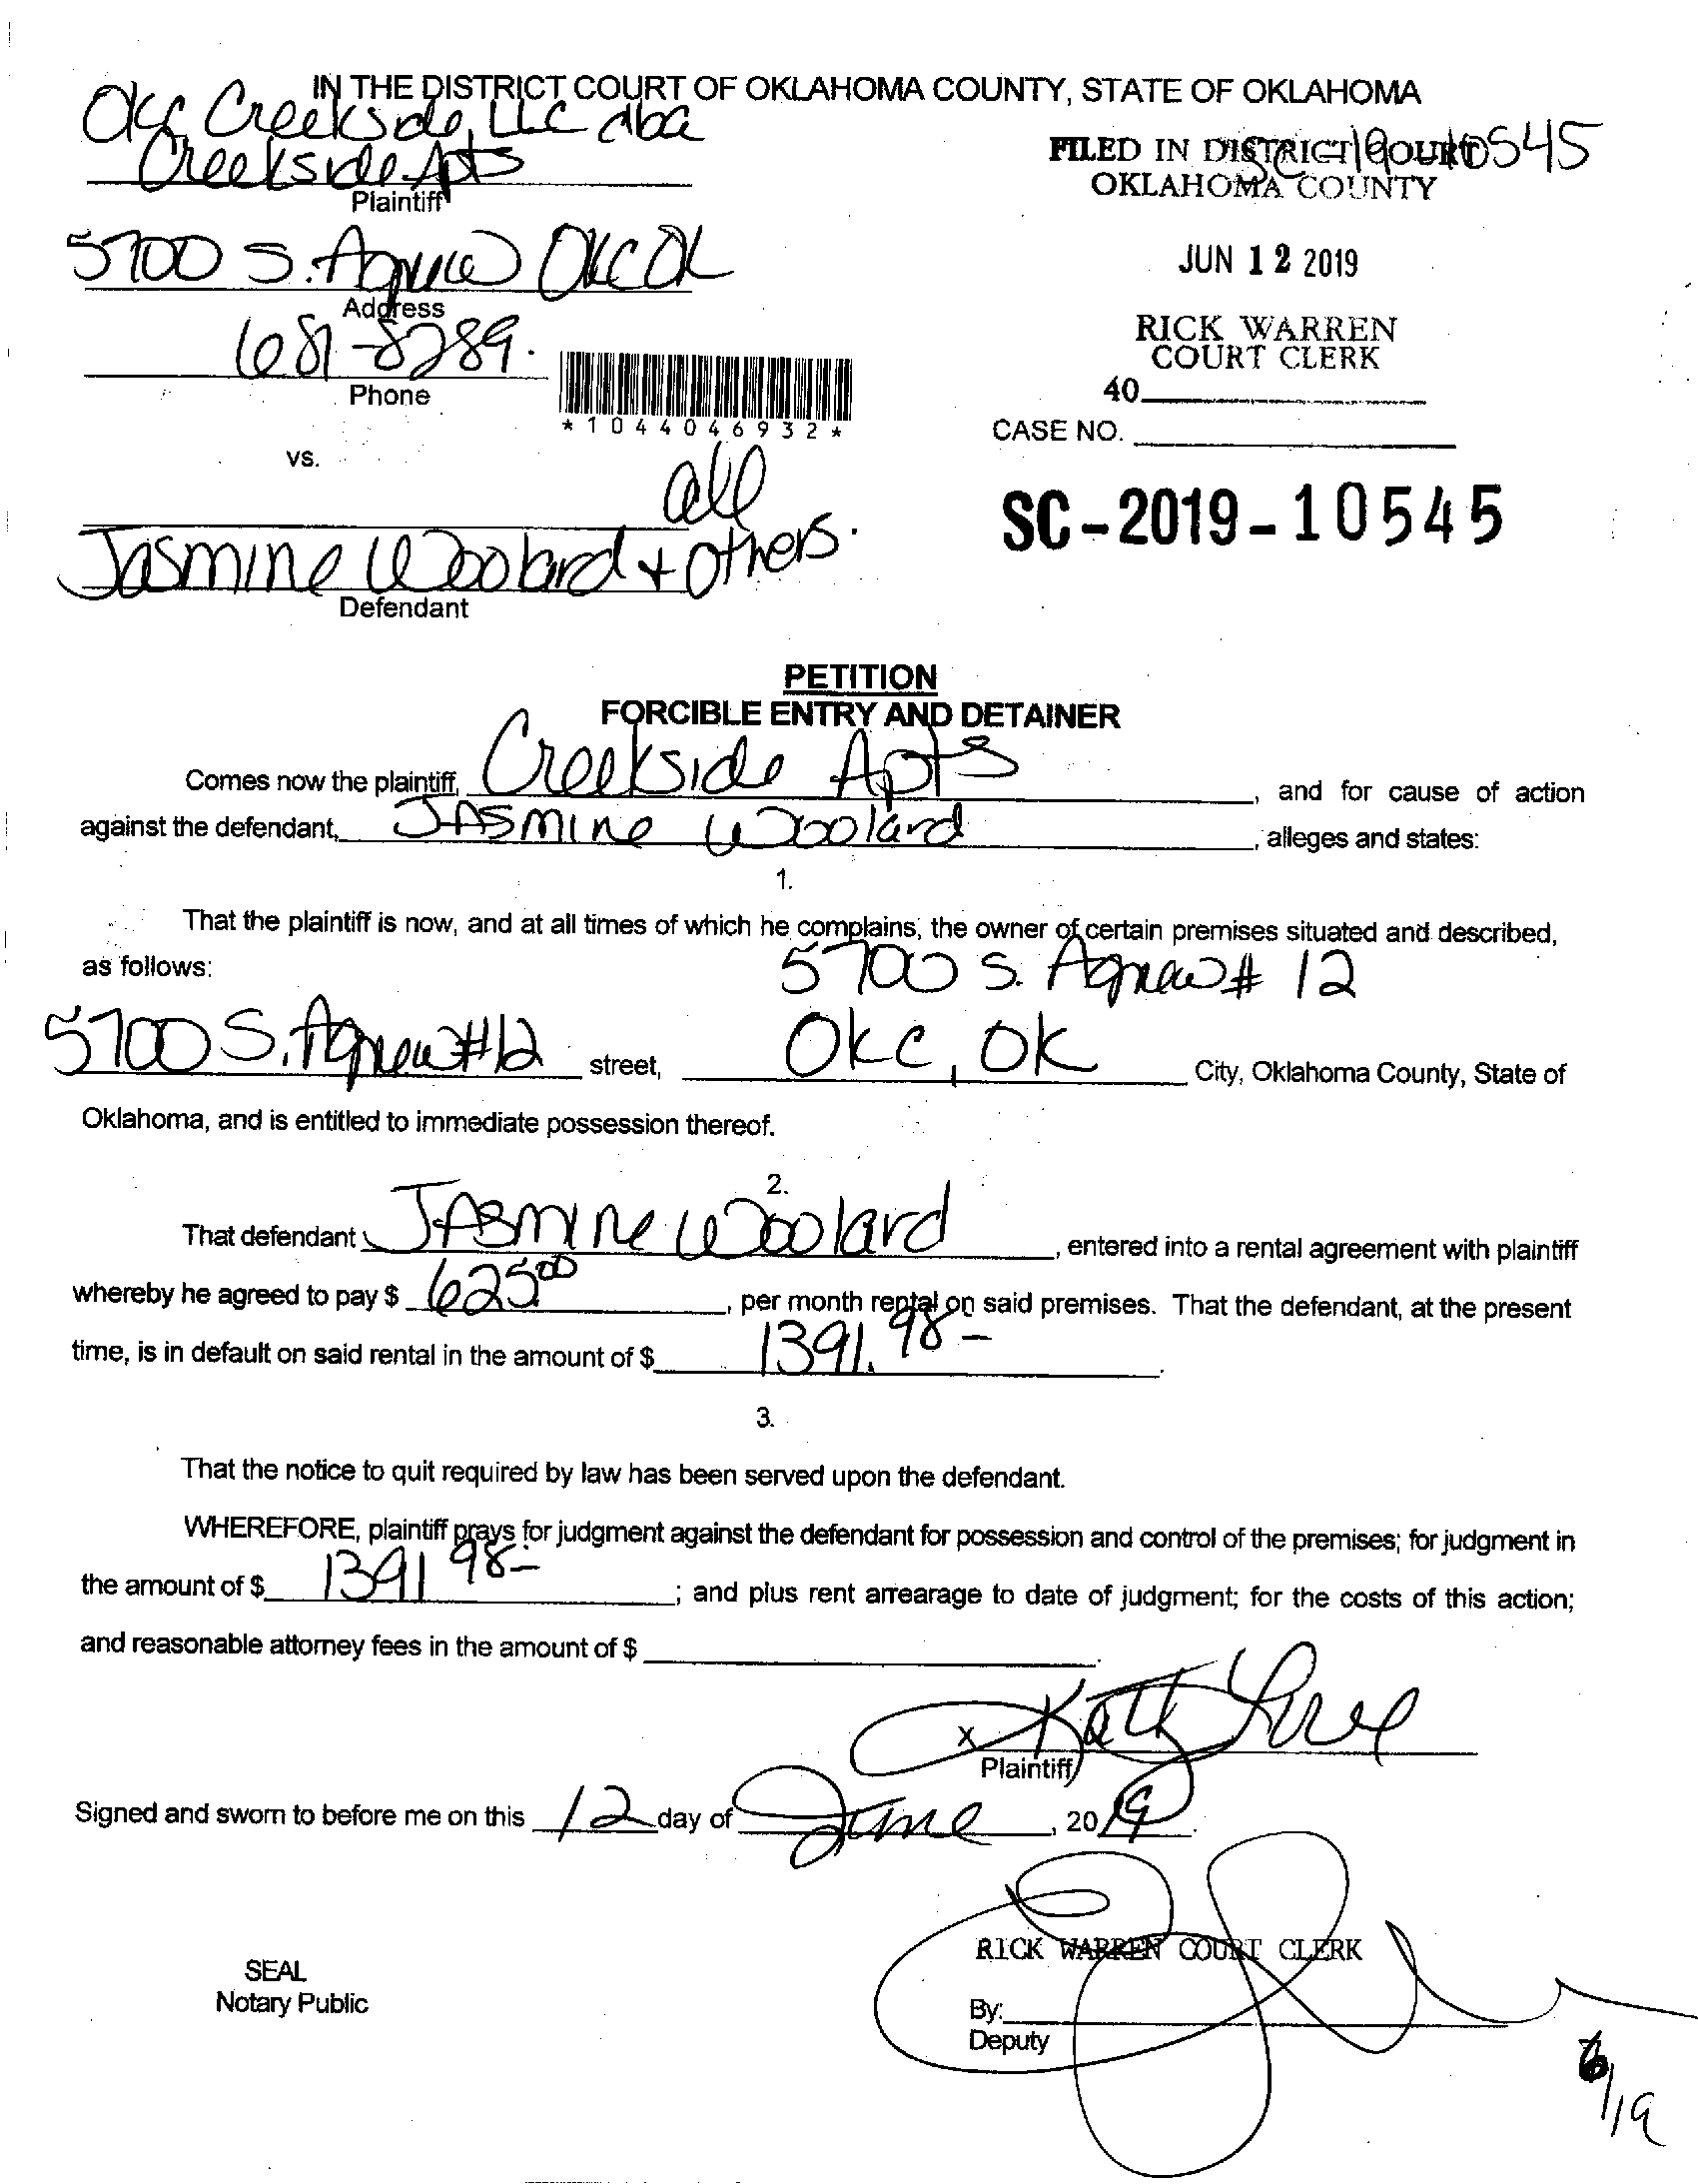 IN THE DISTRICT COURT OF OKLAHOMA COUNTY, STATE OF OKLAHOMA
OKC Creekside, LLC dba
Creekside Apts
Plaintiff
5700 S. Agnew OKC OK
Address
681-8289
Phone
*1044046932*
vs.
SC 19 10545
FILED IN DISTRICT COURT
OKLAHOMA COUNTY
JUN 12 2019
RICK WARREN
COURT CLERK
40
CASE NO.
SC-2019-10545
all
Jasmine Woolard + others.
Defendant
PETITION
FORCIBLE ENTRY AND DETAINER
Comes now the plaintiff, Creekside Apts, and for cause of action
against the defendant, Jasmine Woolard, alleges and states:
1.
That the plaintiff is now, and at all times of which he complains, the owner of certain premises situated and described,
as follows: 5700 S. Agnew # 12
5700 S. Agnew #12 street, OKC, OK City, Oklahoma County, State of
Oklahoma, and is entitled to immediate possession thereof.
2.
That defendant Jasmine Woolard, entered into a rental agreement with plaintiff
whereby he agreed to pay $ 625.00, per month rental on said premises. That the defendant, at the present
time, is in default on said rental in the amount of $ 1391.98-.
3.
That the notice to quit required by law has been served upon the defendant.
WHEREFORE, plaintiff prays for judgment against the defendant for possession and control of the premises; for judgment in
the amount of $ 1391 98-; and plus rent arrearage to date of judgment; for the costs of this action;
and reasonable attorney fees in the amount of $
X
Plaintiff
Signed and sworn to before me on this 12 day of June, 2019.
RICK WARREN COURT CLERK
SEAL
Notary Public
By:
Deputy
6/19